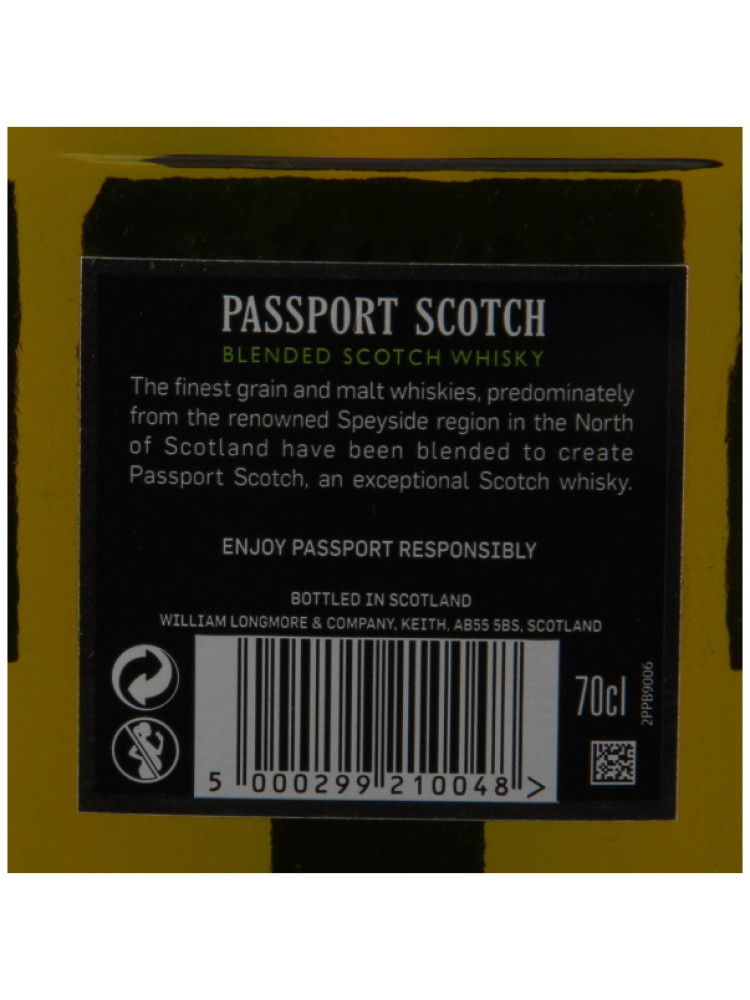 PASSPORT SCOTCH
BLENDED SCOTCH WHISKY
The finest grain and malt whiskies, predominately
from the renowned Speyside region in the North
of Scotland have been blended to create
Passport Scotch, an exceptional Scotch whisky.
ENJOY PASSPORT RESPONSIBLY
BOTTLED IN SCOTLAND
WILLIAM LONGMORE & COMPANY, KEITH, AB55 5BS, SCOTLAND
70cl
2PPB9006
5 000299 210048 >